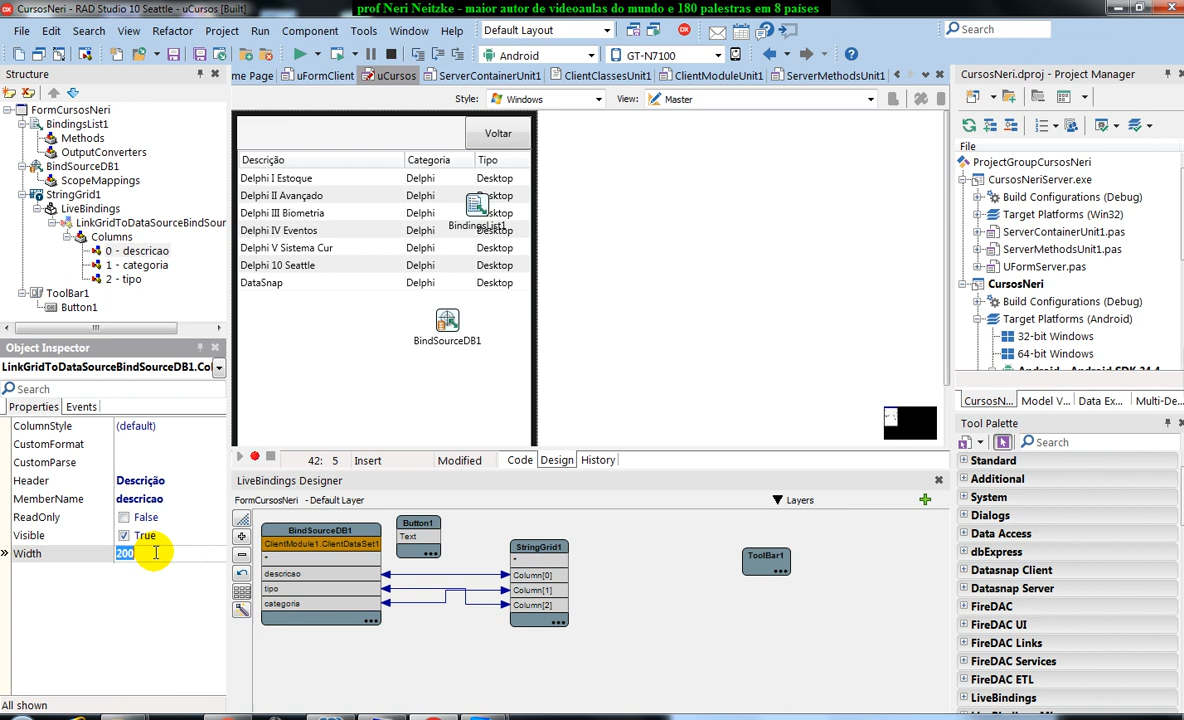 prof Neri Neitzke - maior autor de videoaulas do mundo e 180 palestras em 8 países
CursosNeri - RAD Studio 10 Seattle - uCursos [Built]
File Edit Search View Refactor Project Run Component Tools Window Help
Default Layout
Search
Android
GT-N7100
Structure
FormCursosNeri
BindingsList1
Methods
OutputConverters
BindSourceDB1
ScopeMappings
StringGrid1
LiveBindings
LinkGridToDataSourceBindSour
Columns
0 - descricao
1 - categoria
2 - tipo
ToolBar1
Button1
Object Inspector
LinkGridToDataSourceBindSourceDB1.Col
Search
Properties Events
ColumnStyle (default)
CustomFormat
CustomParse
Header Descrição
MemberName descricao
ReadOnly False
Visible True
Width 200
All shown
me Page uFormClient uCursos ServerContainerUnit1 ClientClassesUnit1 ClientModuleUnit1 ServerMethodsUnit1
Style: Windows View: Master
Voltar
Descrição Categoria Tipo
Delphi I Estoque Delphi Desktop
Delphi II Avançado Delphi sktop
Delphi III Biometria Delphi sktop
BindingsList1
Delphi IV Eventos Delphi Desktop
Delphi V Sistema Cur Delphi Desktop
Delphi 10 Seattle Delphi Desktop
DataSnap Delphi Desktop
BindSourceDB1
42: 5 Insert Modified Code Design History
LiveBindings Designer
FormCursosNeri - Default Layer
Layers
BindSourceDB1
ClientModule1.ClientDataSet1
*
descricao
tipo
categoria
Button1
Text
StringGrid1
*
Column[0]
Column[1]
Column[2]
ToolBar1
CursosNeri.dproj - Project Manager
File
ProjectGroupCursosNeri
CursosNeriServer.exe
Build Configurations (Debug)
Target Platforms (Win32)
ServerContainerUnit1.pas
ServerMethodsUnit1.pas
UFormServer.pas
CursosNeri
Build Configurations (Debug)
Target Platforms (Android)
32-bit Windows
64-bit Windows
Android - Android SDK 24.4
CursosN... Model V... Data Ex... Multi-De...
Tool Palette
Search
Standard
Additional
System
Dialogs
Data Access
dbExpress
Datasnap Client
Datasnap Server
FireDAC
FireDAC UI
FireDAC Links
FireDAC Services
FireDAC ETL
LiveBindings